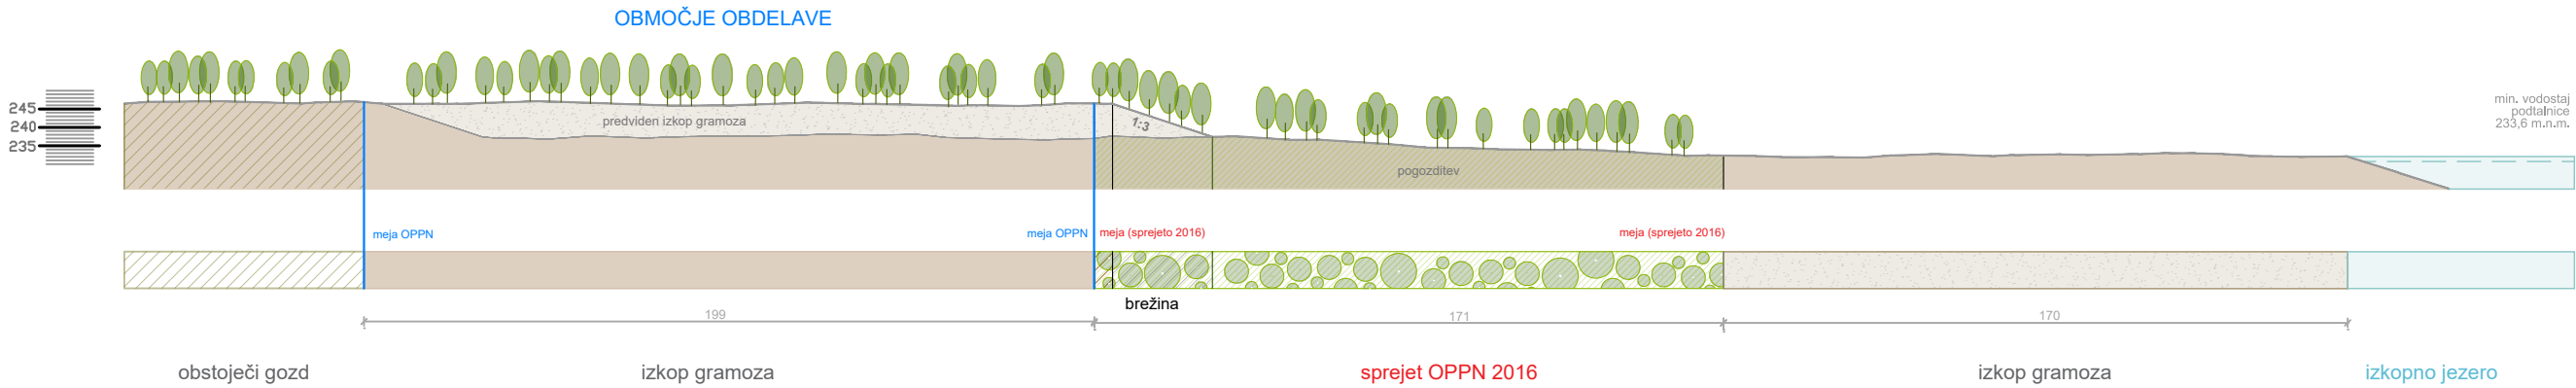 OBMOČJE OBDELAVE
245
240
235
predviden izkop gramoza
1:3
pogozditev
min. vodostaj
podtalnice
233,6 m.n.m.
meja OPPN
meja OPPN
meja (sprejeto 2016)
meja (sprejeto 2016)
brežina
199
171
170
obstoječi gozd
izkop gramoza
sprejet OPPN 2016
izkop gramoza
izkopno jezero